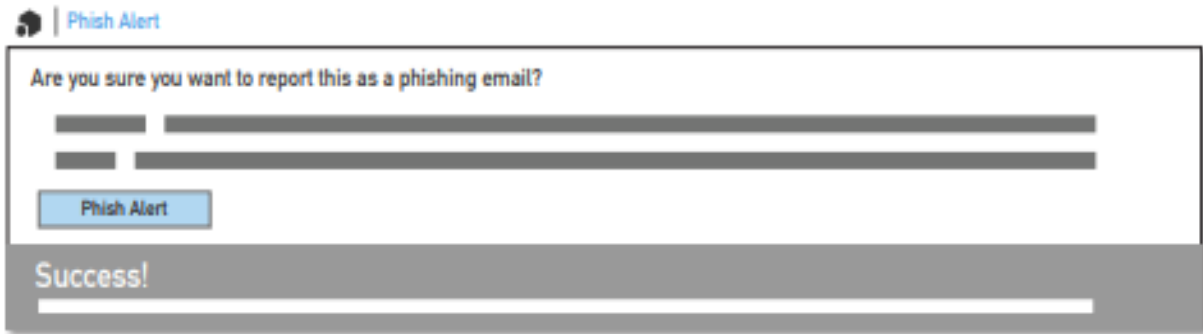 Phish Alert
Are you sure you want to report this as a phishing email?
Phish Alert
Success!